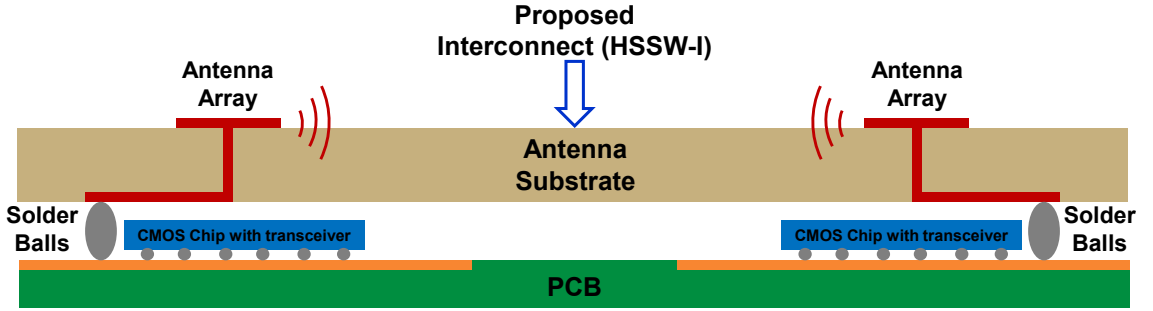 Proposed
Interconnect (HSSW-I)
Antenna
Array
Antenna
Array
Antenna
Substrate
Solder
Balls
CMOS Chip with transceiver
CMOS Chip with transceiver
Solder
Balls
PCB